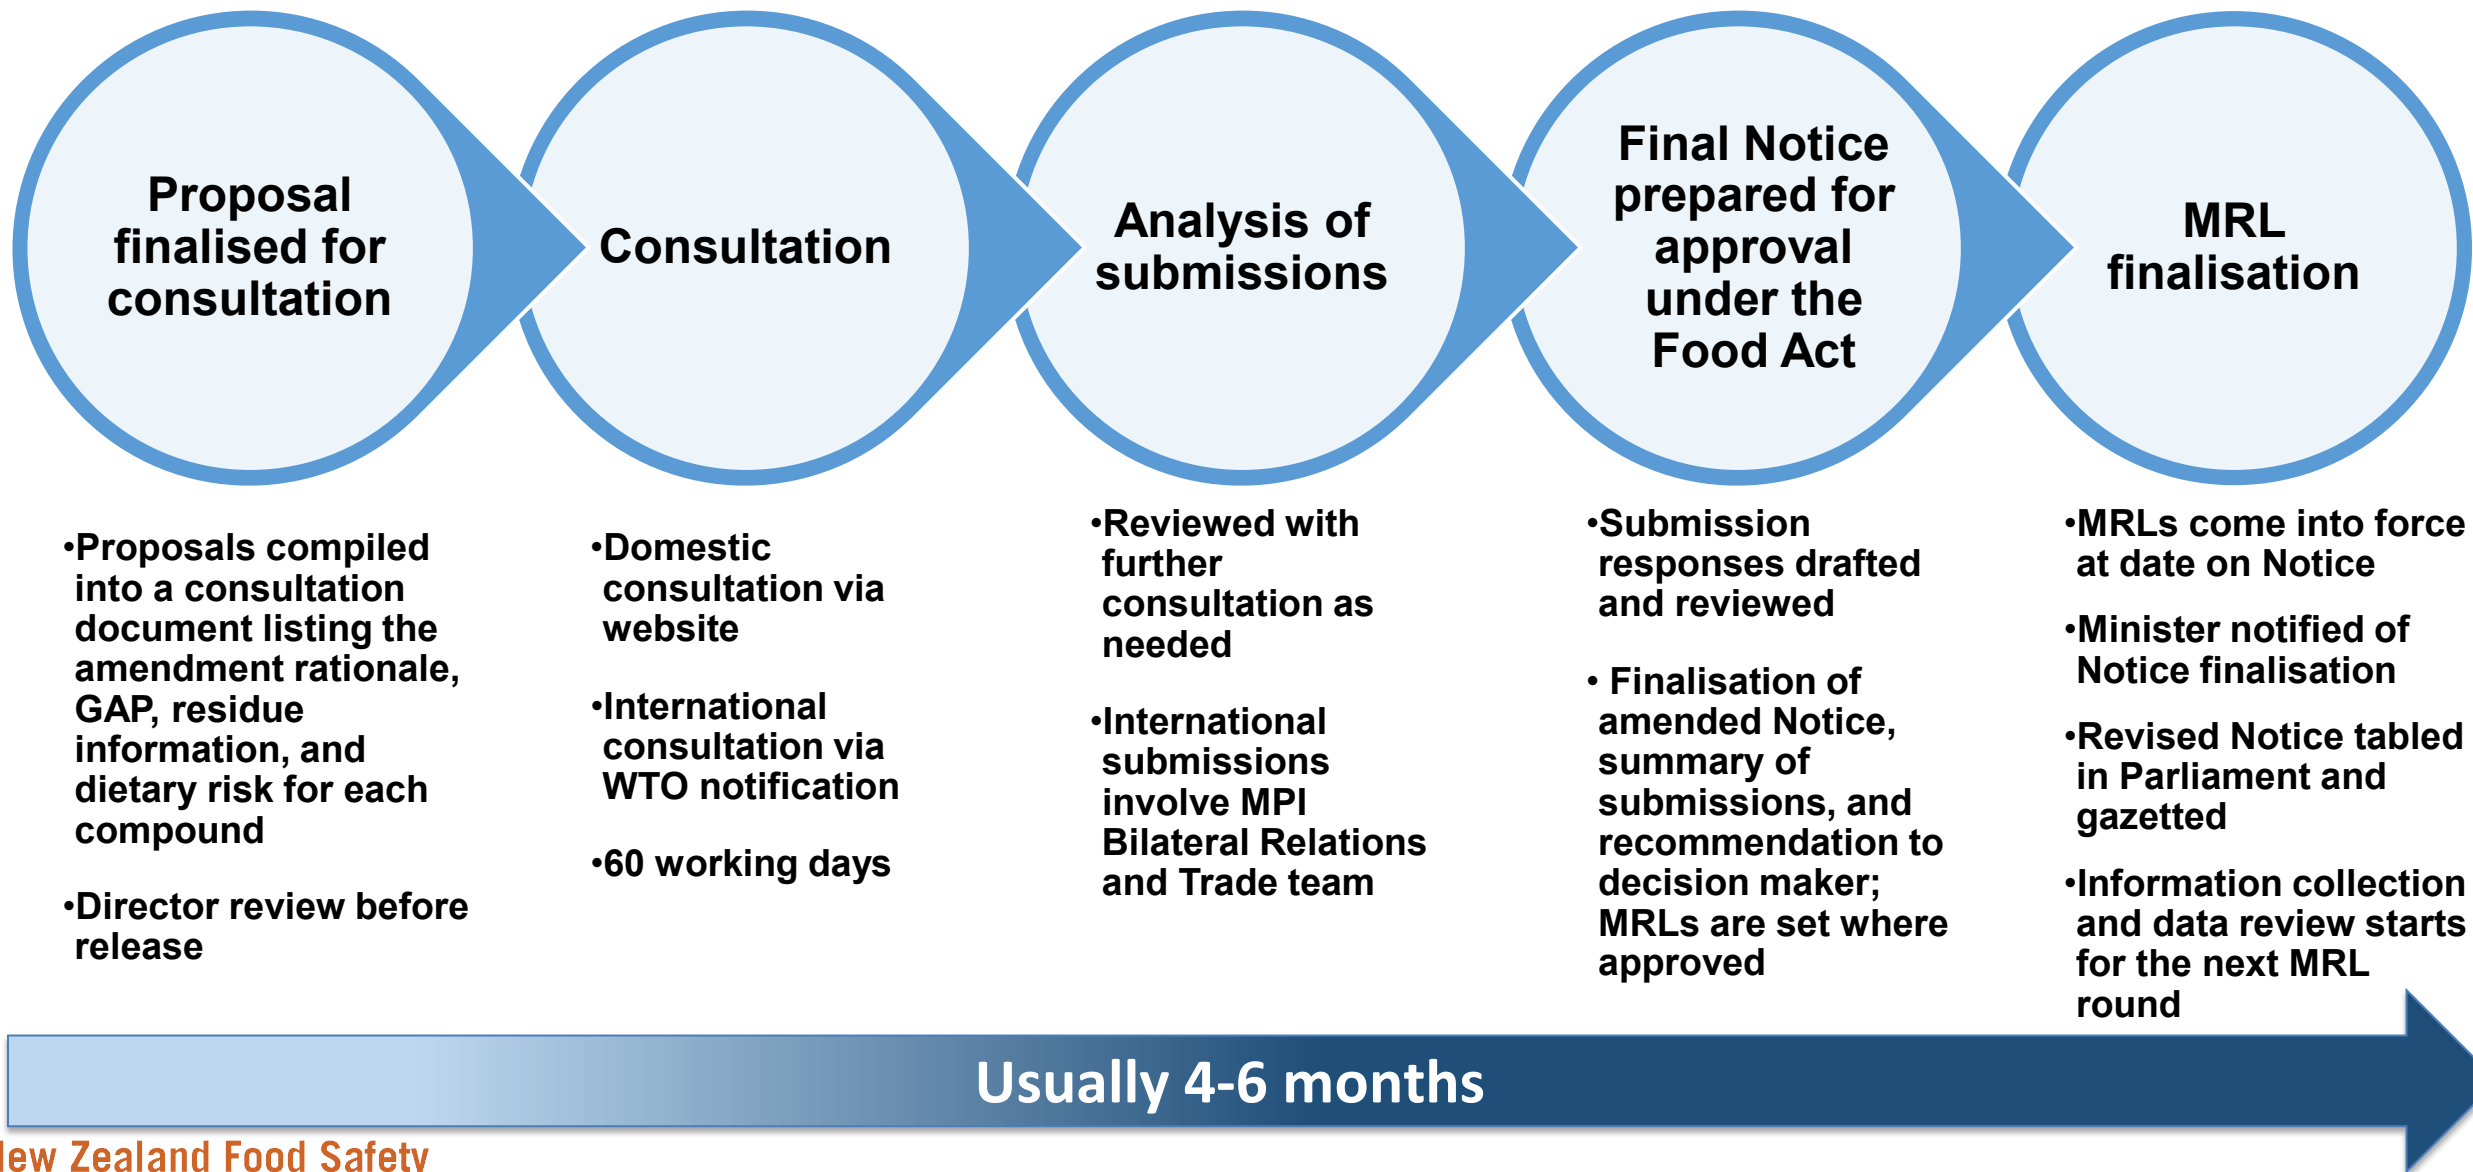 Proposal
finalised for
consultation
Consultation
Analysis of
submissions
Final Notice
prepared for
approval
under the
Food Act
MRL
finalisation
•Proposals compiled
into a consultation
document listing the
amendment rationale,
GAP, residue
information, and
dietary risk for each
compound
•Director review before
release
•Domestic
consultation via
website
•International
consultation via
WTO notification
•60 working days
•Reviewed with
further
consultation as
needed
•International
submissions
involve MPI
Bilateral Relations
and Trade team
•Submission
responses drafted
and reviewed
• Finalisation of
amended Notice,
summary of
submissions, and
recommendation to
decision maker;
MRLs are set where
approved
•MRLs come into force
at date on Notice
•Minister notified of
Notice finalisation
•Revised Notice tabled
in Parliament and
gazetted
•Information collection
and data review starts
for the next MRL
round
Usually 4-6 months
New Zealand Food Safety